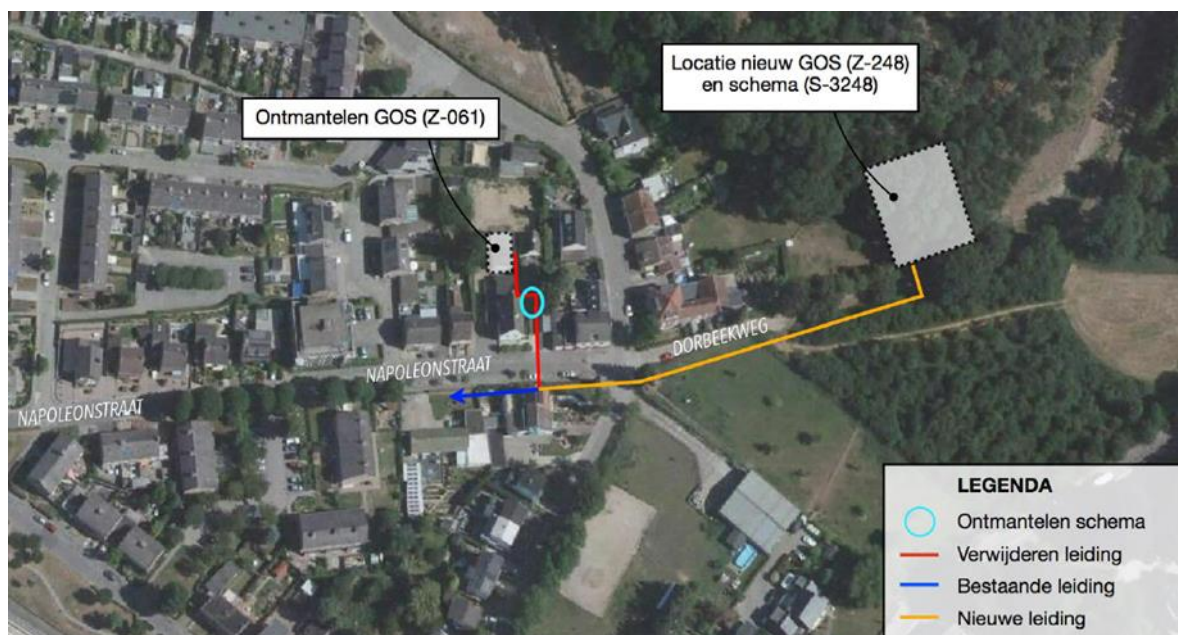 Locatie nieuw GOS (Z-248)
en schema (S-3248)
Ontmantelen GOS (Z-061)
DORBEEKWEG
NAPOLEONSTRAAT
NAPOLEONSTRAAT
LEGENDA
Ontmantelen schema
Verwijderen leiding
Bestaande leiding
Nieuwe leiding